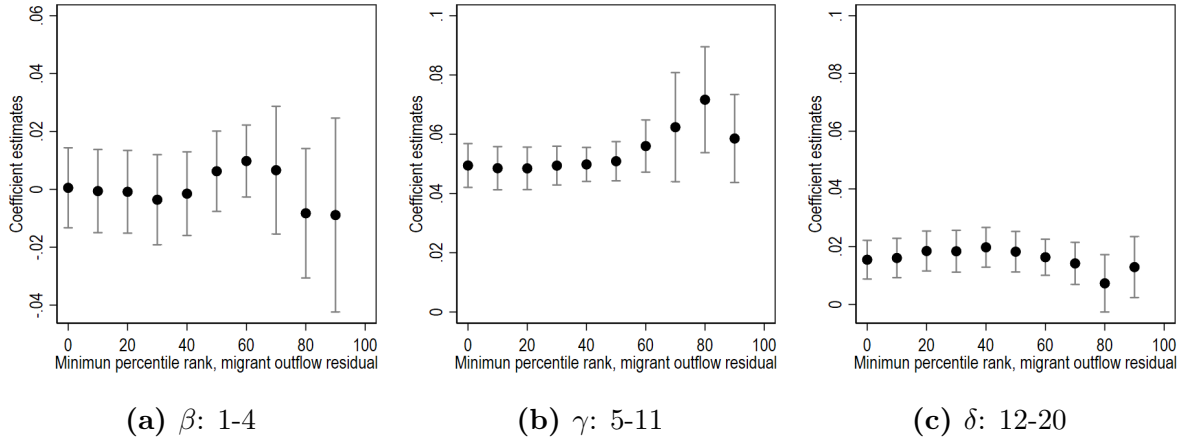 .06
.04
.02
0
-.02
-.04
Coefficient estimates
0 20 40 60 80 100
Minimun percentile rank, migrant outflow residual
(a) β: 1-4
.1
.08
.06
.04
.02
0
Coefficient estimates
0 20 40 60 80 100
Minimun percentile rank, migrant outflow residual
(b) γ: 5-11
.1
.08
.06
.04
.02
0
Coefficient estimates
0 20 40 60 80 100
Minimun percentile rank, migrant outflow residual
(c) δ: 12-20